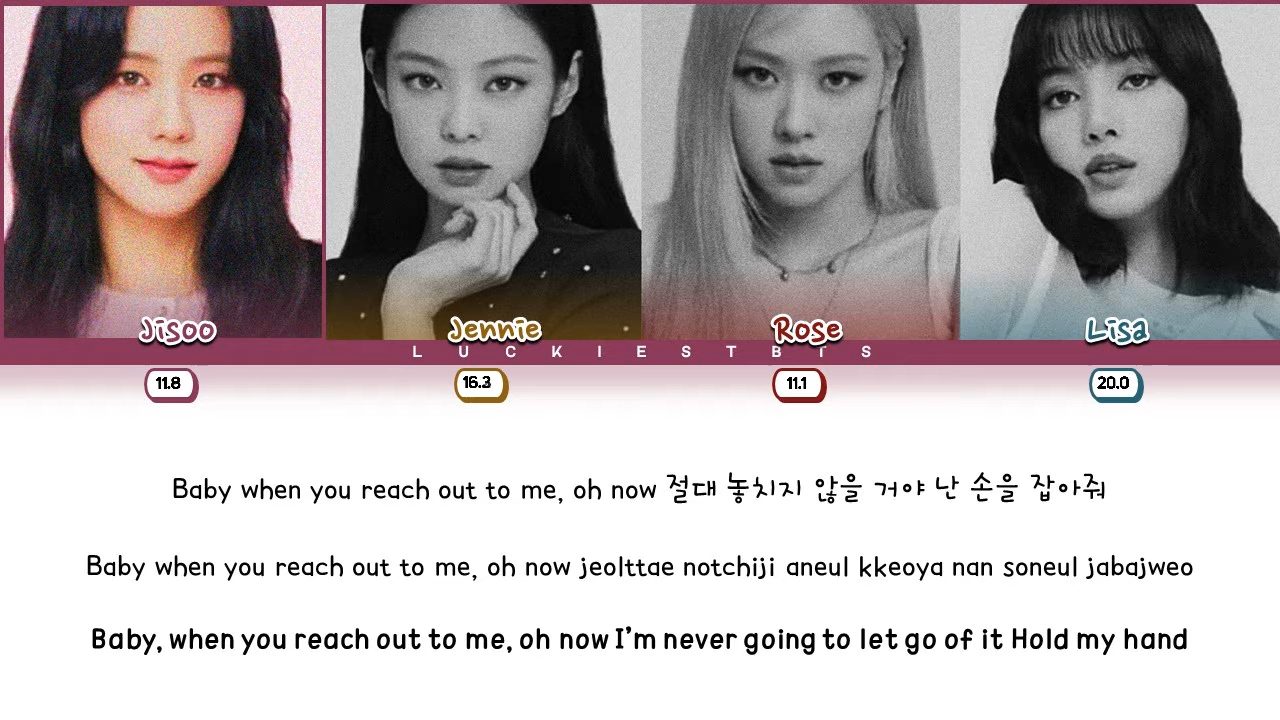 Jisoo Jennie Rose Lisa
LUCKIESTBTS
11.8 16.3 11.1 20.0
Baby when you reach out to me, oh now 절대 놓치지 않을 거야 난 손을 잡아줘
Baby when you reach out to me, oh now jeolttae notchiji aneul kkeoya nan soneul jabajweo
Baby, when you reach out to me, oh now I'm never going to let go of it Hold my hand